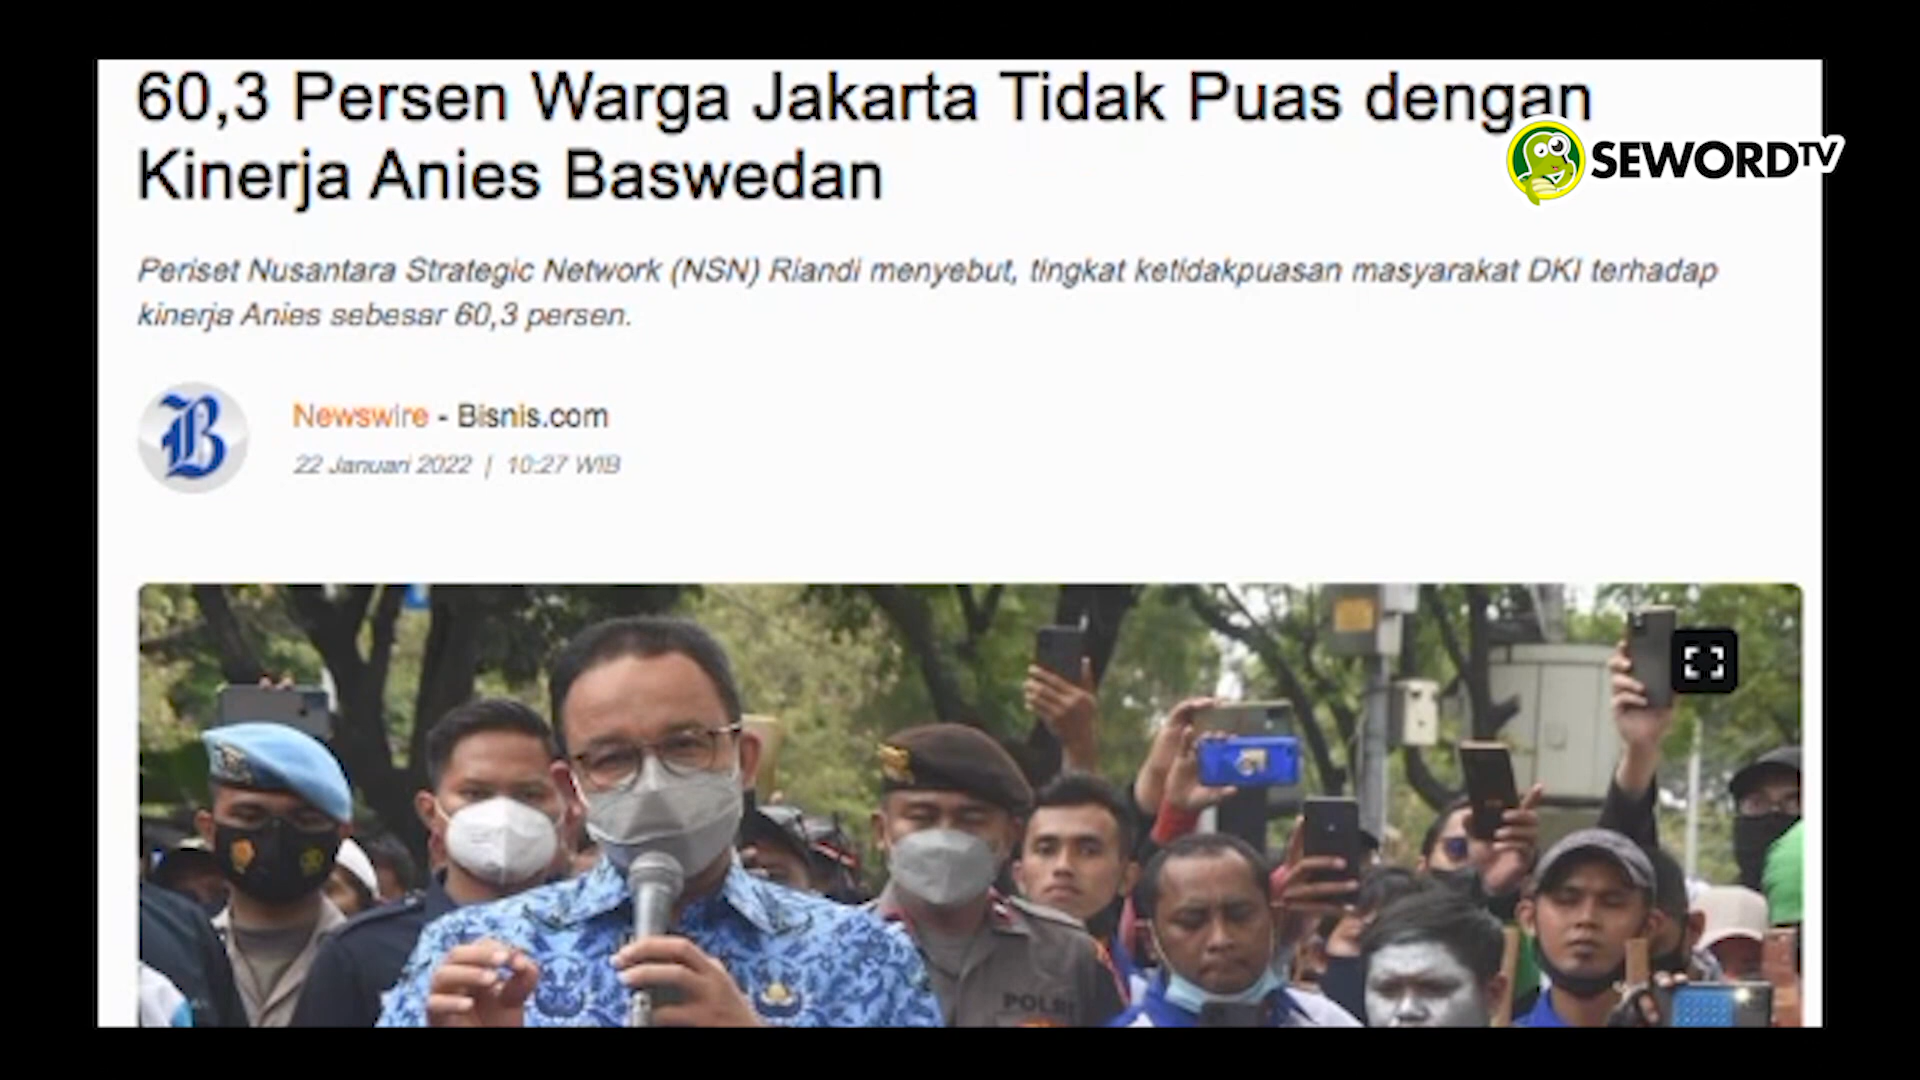 60,3 Persen Warga Jakarta Tidak Puas dengan
Kinerja Anies Baswedan
SEWORDTV
Periset Nusantara Strategic Network (NSN) Riandi menyebut, tingkat ketidakpuasan masyarakat DKI terhadap
kinerja Anies sebesar 60,3 persen.
B
Newswire - Bisnis.com
22 Januari 2022 | 10:27 WIB
POLRI